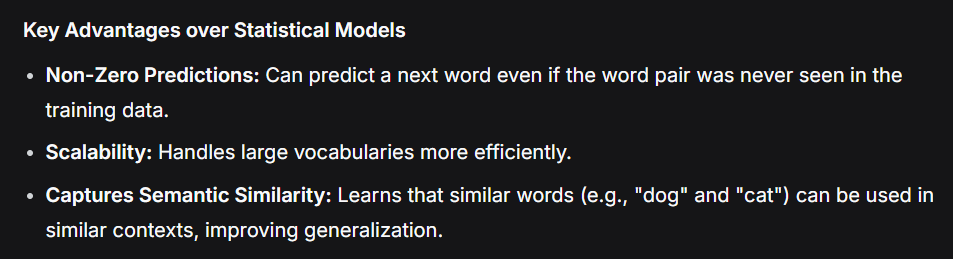 Key Advantages over Statistical Models
• Non-Zero Predictions: Can predict a next word even if the word pair was never seen in the
training data.
• Scalability: Handles large vocabularies more efficiently.
• Captures Semantic Similarity: Learns that similar words (e.g., "dog" and "cat") can be used in
similar contexts, improving generalization.